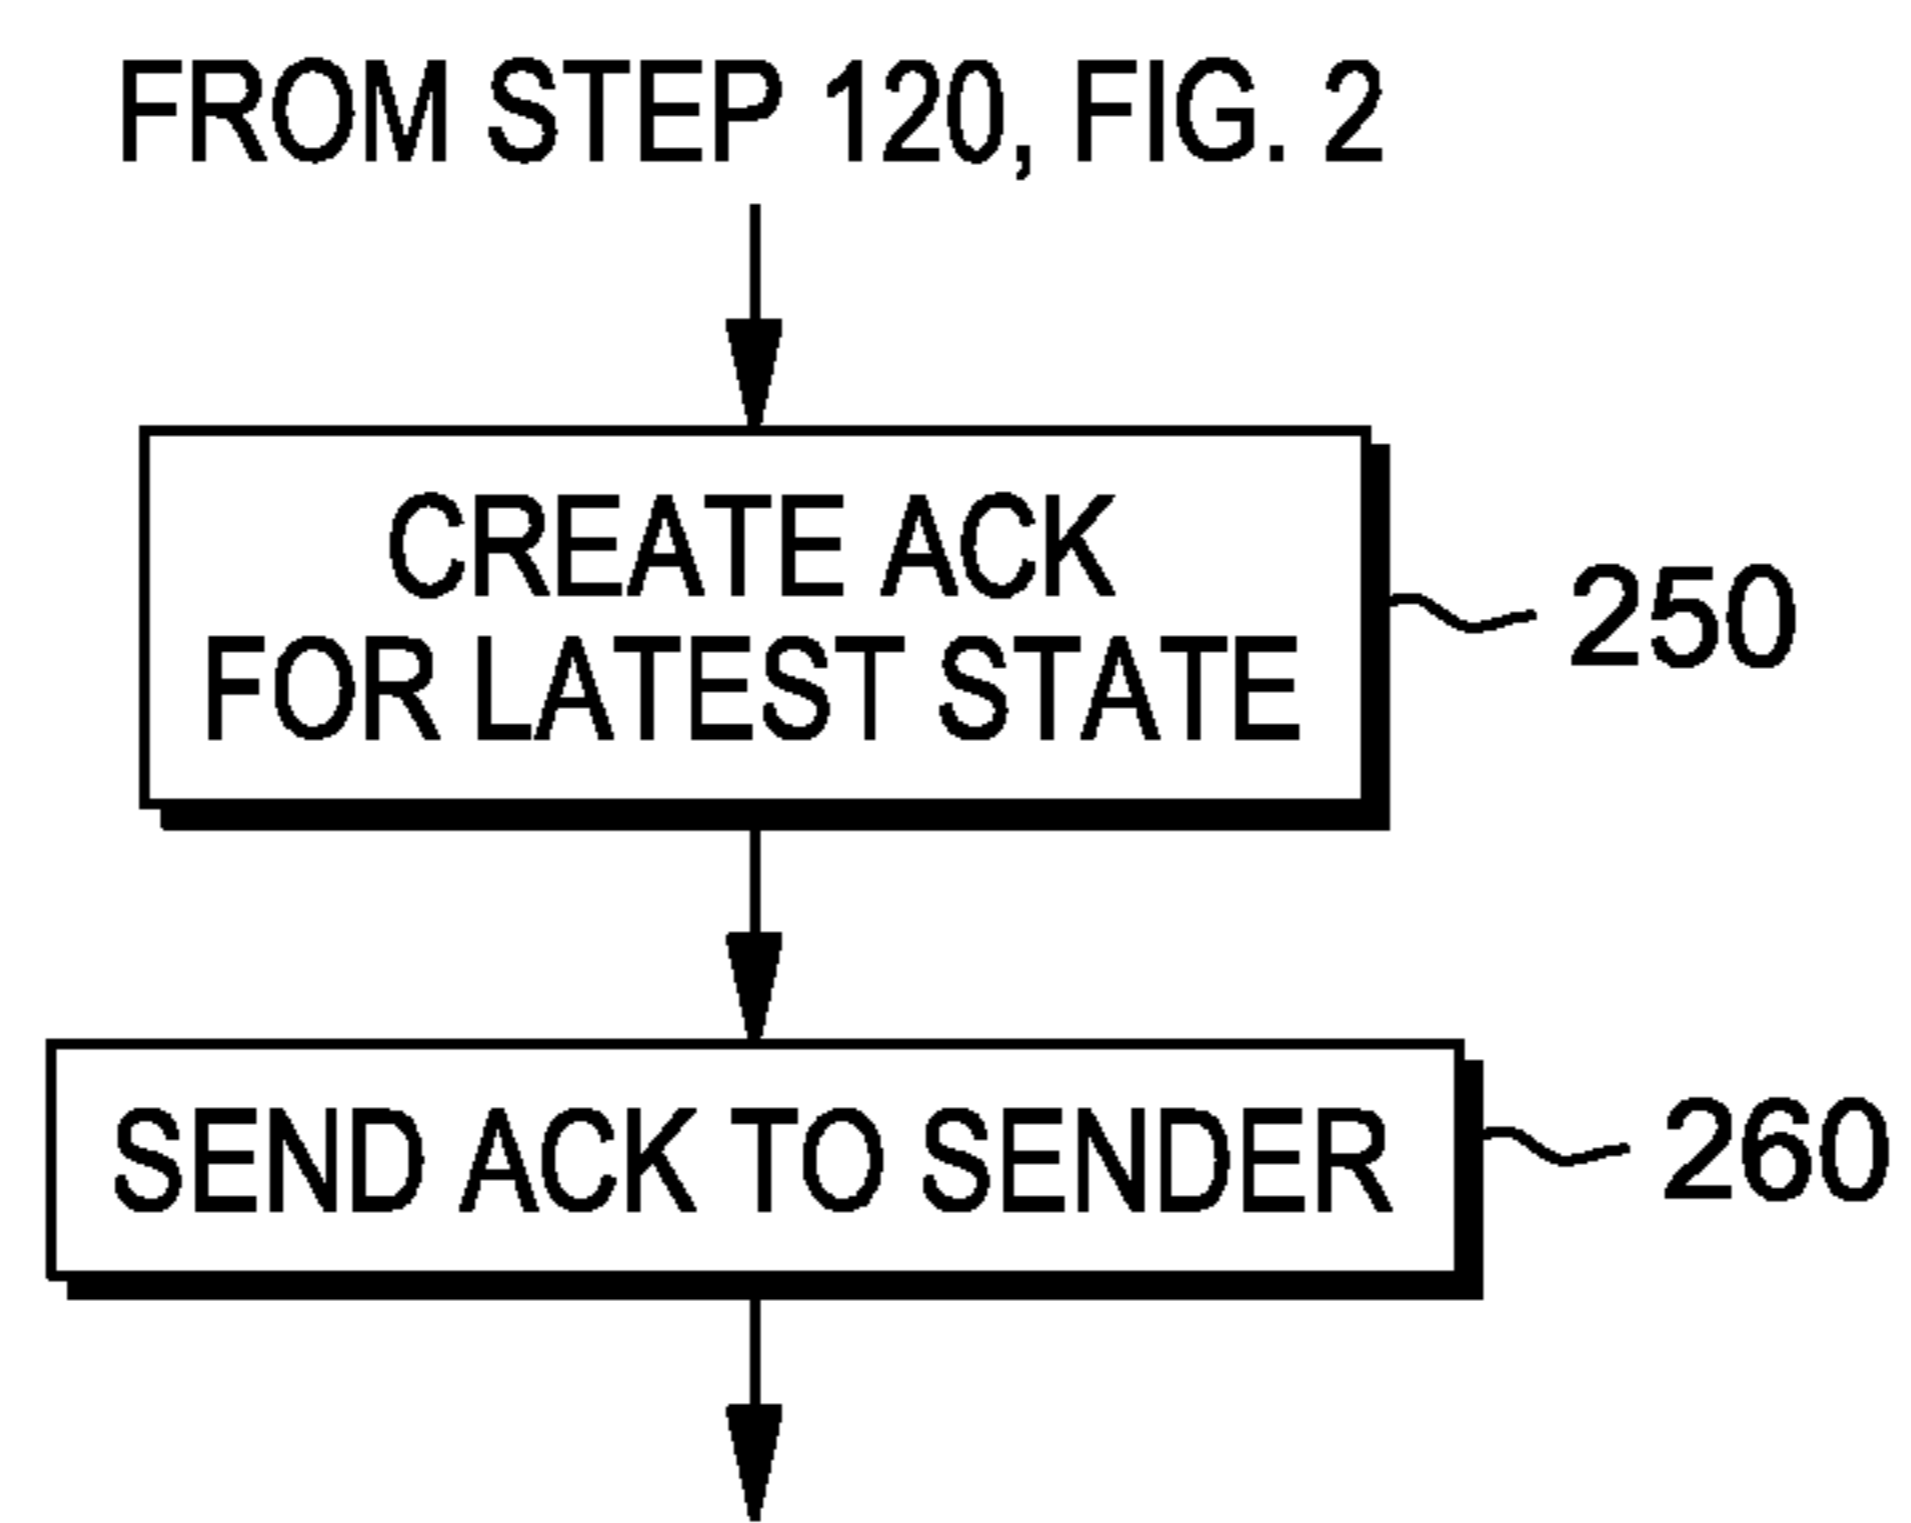 FROM STEP 120, FIG. 2
CREATE ACK
FOR LATEST STATE
250
SEND ACK TO SENDER
260